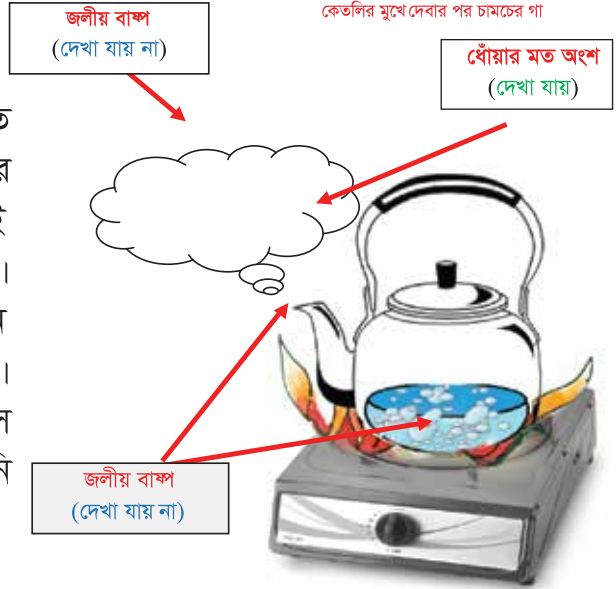 জলীয় বাষ্প
(দেখা যায় না)
কেতলির মুখে দেবার পর চামচের গা
ধোঁয়ার মত অংশ
(দেখা যায়)
র
ই
।
।
জলীয় বাষ্প
(দেখা যায় না)